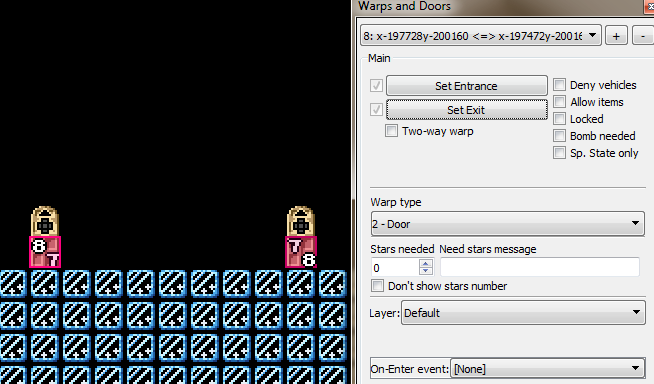 Warps and Doors
8: x-197728y-200160 <=> x-197472y-20016
+
-
Main
Set Entrance
Deny vehicles
Set Exit
Allow items
Locked
Two-way warp
Bomb needed
Sp. State only
Warp type
2 - Door
Stars needed
Need stars message
0
Don't show stars number
Layer:
Default
On-Enter event:
[None]
8
7
7
8